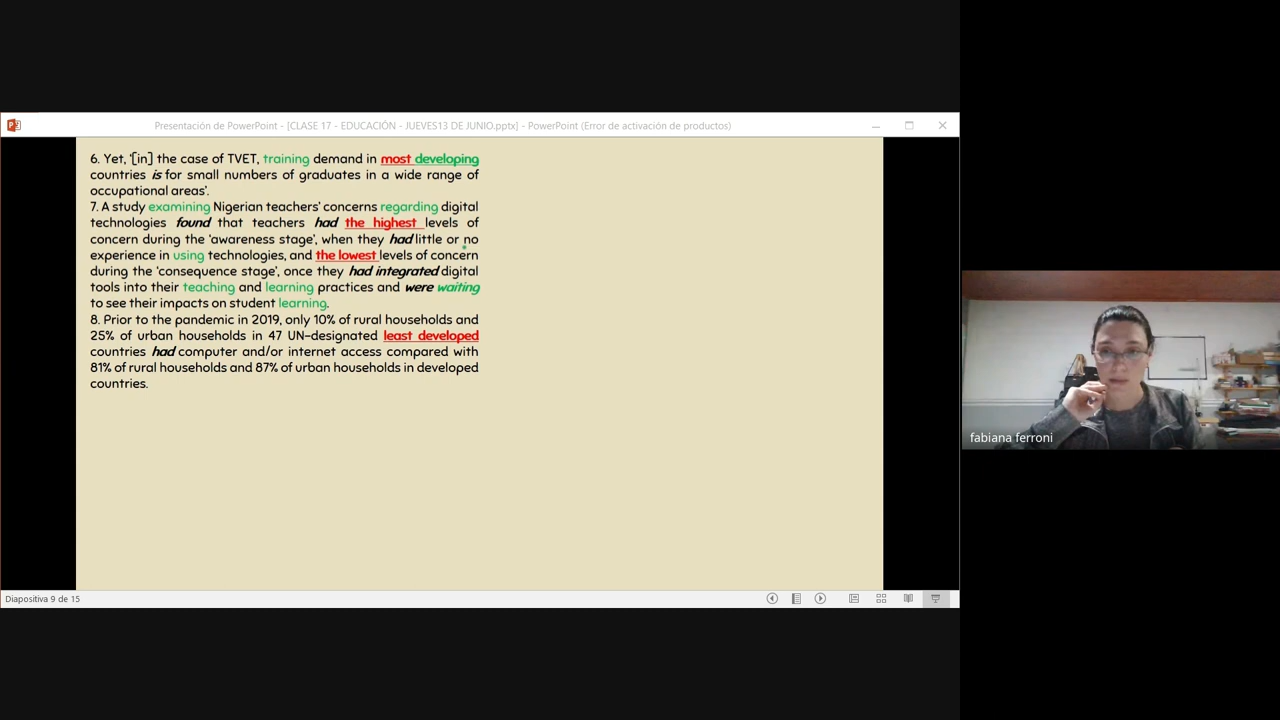 Presentación de PowerPoint - [CLASE 17 - EDUCACIÓN - JUEVES13 DE JUNIO.pptx] - PowerPoint (Error de activación de productos)
6. Yet, '[in] the case of TVET, training demand in most developing
countries is for small numbers of graduates in a wide range of
occupational areas'.
7. A study examining Nigerian teachers' concerns regarding digital
technologies found that teachers had the highest levels of
concern during the 'awareness stage', when they had little or no
experience in using technologies, and the lowest levels of concern
during the 'consequence stage', once they had integrated digital
tools into their teaching and learning practices and were waiting
to see their impacts on student learning.
8. Prior to the pandemic in 2019, only 10% of rural households and
25% of urban households in 47 UN-designated least developed
countries had computer and/or internet access compared with
81% of rural households and 87% of urban households in developed
countries.
fabiana ferroni
Diapositiva 9 de 15